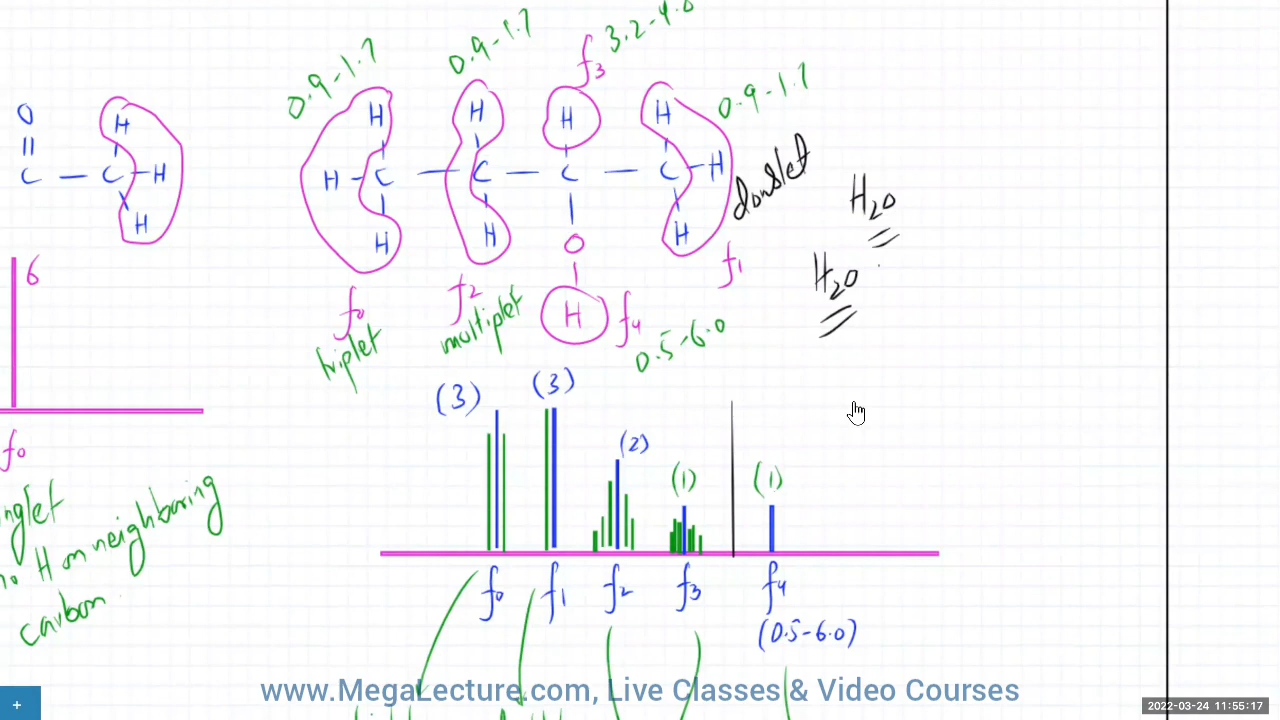 0.9-1.7
0.9-1.7
f3 3.2-4.0
0.9-1.7
O
||
C — C — H
H
H
H
H - C — C — C — C - H
H
H
H
H
H
H
O
H
doublet
H2O
H2O
f0
triplet
f2
multiplet
f4
0.5-6.0
f1
6
f0
nglet
no H on neighboring
carbon
(3)
(3)
(2)
(1)
(1)
f0 f1 f2 f3 f4
(0.5-6.0)
www.MegaLecture.com, Live Classes & Video Courses
+
2022-03-24 11:55:17